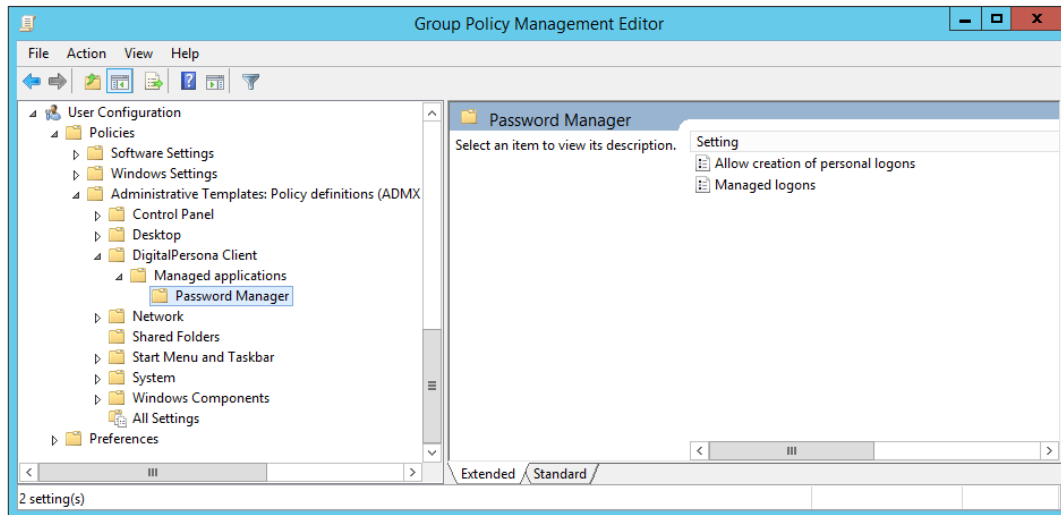 Group Policy Management Editor
File Action View Help
User Configuration
Policies
Software Settings
Windows Settings
Administrative Templates: Policy definitions (ADMX
Control Panel
Desktop
DigitalPersona Client
Managed applications
Password Manager
Network
Shared Folders
Start Menu and Taskbar
System
Windows Components
All Settings
Preferences
Password Manager
Select an item to view its description.
Setting
Allow creation of personal logons
Managed logons
Extended Standard
2 setting(s)